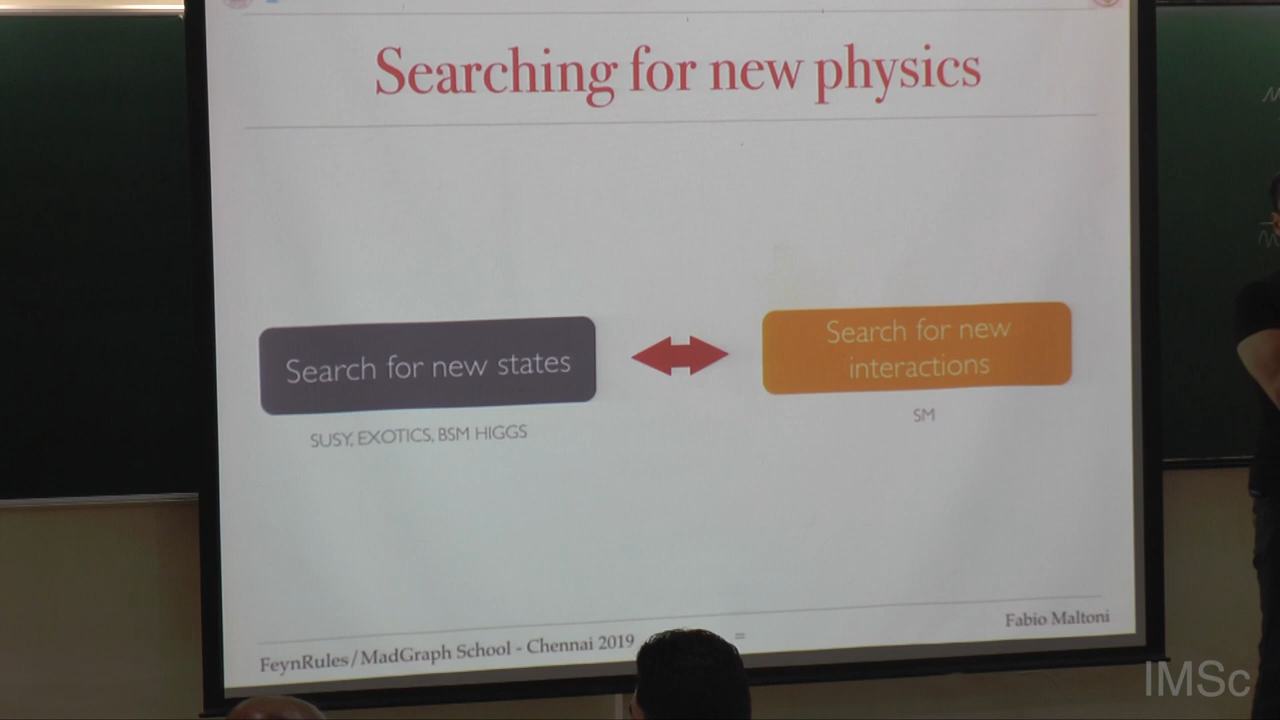 Searching for new physics
Search for new states
SUSY, EXOTICS, BSM HIGGS
Search for new
interactions
SM
FeynRules/MadGraph School - Chennai 2019
=
Fabio Maltoni
IMSc